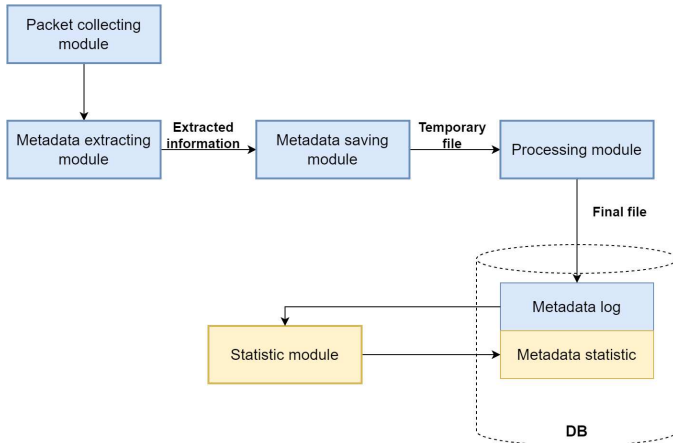 Packet collecting
module
Metadata extracting
module
Extracted
information
Metadata saving
module
Temporary
file
Processing module
Final file
Metadata log
Statistic module
Metadata statistic
DB